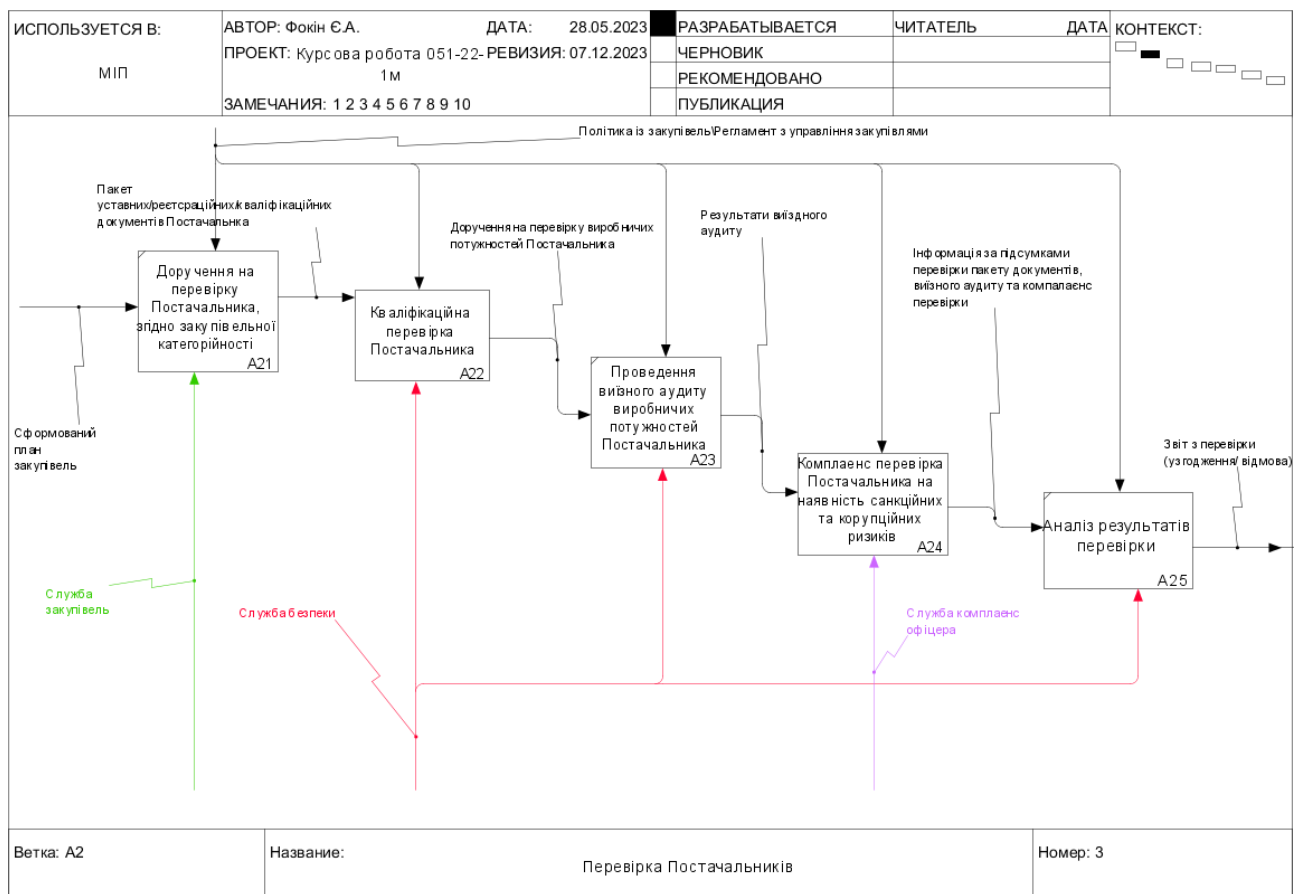 ИСПОЛЬЗУЕТСЯ В:
МІП
АВТОР: Фокін Є.А.
ДАТА: 28.05.2023
ПРОЕКТ: Курсова робота 051-22-
1м
РЕВИЗИЯ: 07.12.2023
ЗАМЕЧАНИЯ: 1 2 3 4 5 6 7 8 9 10
РАЗРАБАТЫВАЕТСЯ
ЧЕРНОВИК
РЕКОМЕНДОВАНО
ПУБЛИКАЦИЯ
ЧИТАТЕЛЬ
ДАТА
КОНТЕКСТ:
Політика із закупівель\Регламент з управління закупівлями
Пакет
уставних/реєтсраційних/кваліфікаційних
документів Постачальнка
Доручення на перевірку виробничих
потужностей Постачальника
Результати виїздного
аудиту
Інформація за підсумками
перевірки пакету документів,
виїзного аудиту та компалаєнс
перевірки
Доручення на
перевірку
Постачальника,
згідно закупівельної
категорійності
A21
Кваліфікаційна
перевірка
Постачальника
A22
Проведення
виїзного аудиту
виробничих
потужностей
Постачальника
A23
Сформований
план
закупівель
Комплаенс перевірка
Постачальника на
наявність санкційних
та корупційних
ризиків
A24
Звіт з перевірки
(узгодження/ відмова)
Аналіз результатів
перевірки
A25
Служба
закупівель
Служба безпеки
Служба комплаенс
офіцера
Ветка: A2
Название:
Перевірка Постачальників
Номер: 3